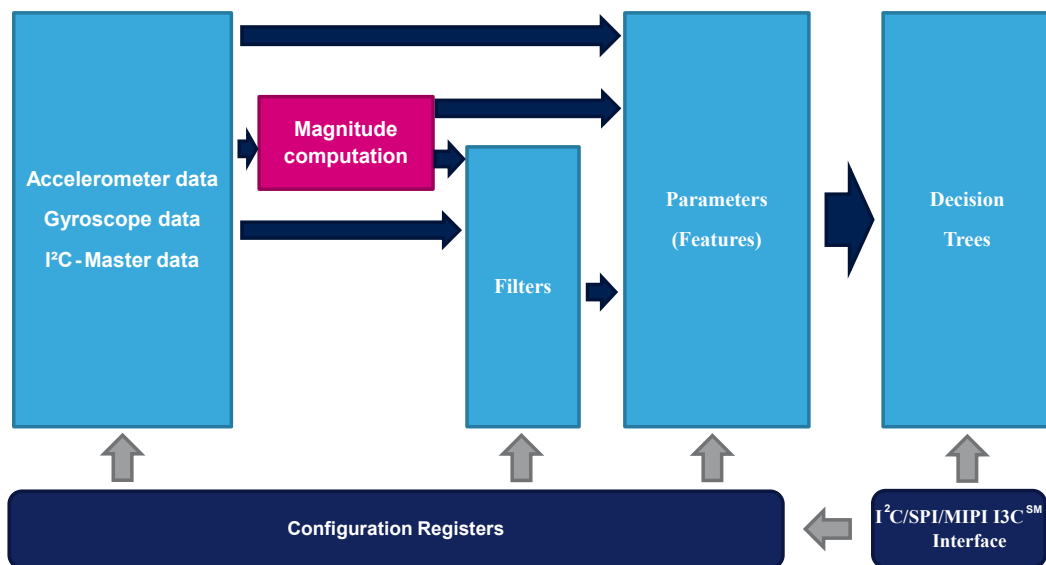 Accelerometer data
Gyroscope data
I²C - Master data
Magnitude
computation
Filters
Parameters
(Features)
Decision
Trees
Configuration Registers
I²C/SPI/MIPI I3C℠
Interface